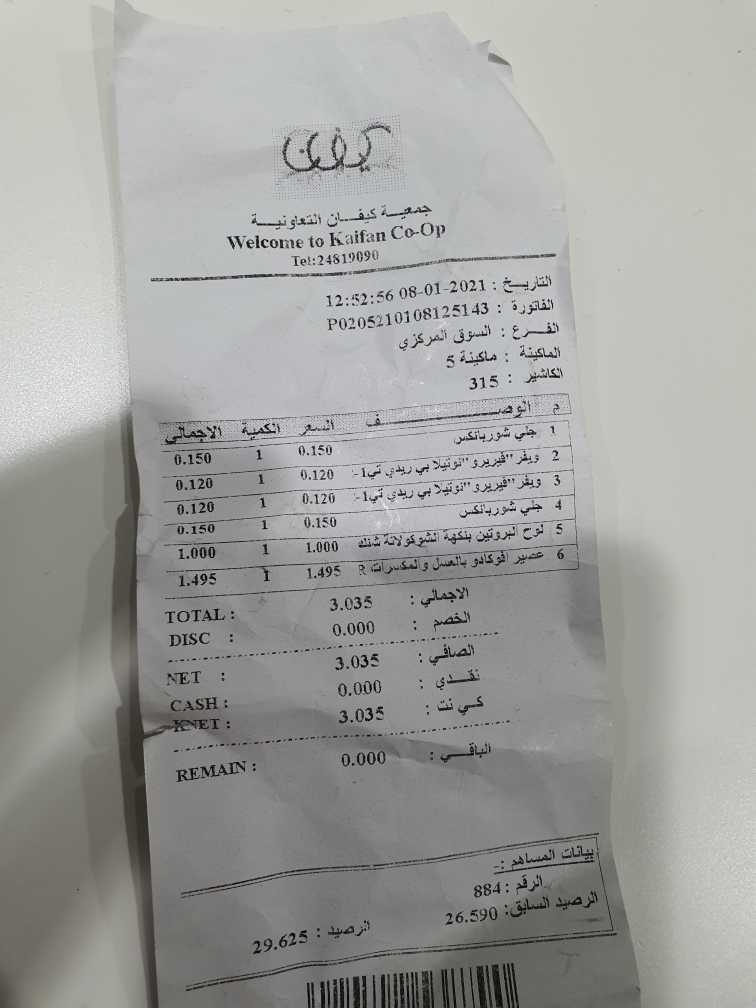 كيفان
جمعية كيفان التعاونية
Welcome to Kaifan Co-Op
Tel:24819090
التاريخ : 08-01-2021 12:52:56
الفاتورة : P0205210108125143
الفرع : السوق المركزي
الماكينة : ماكينة 5
الكاشير : 315
م الوصف السعر الكمية الاجمالي
1 جلي شوربانكس 0.150 1 0.150
2 ويفر "فيريرو" نوتيلا بي ريدي تي1- 0.120 1 0.120
3 ويفر "فيريرو" نوتيلا بي ريدي تي1- 0.120 1 0.120
4 جلي شوربانكس 0.150 1 0.150
5 لوح البروتين بنكهة الشوكولاتة شنك 1.000 1 1.000
6 عصير افوكادو بالعسل والمكسرات R 1.495 1 1.495
TOTAL : 3.035 الاجمالي :
DISC : 0.000 الخصم :
NET : 3.035 الصافي :
CASH : 0.000 نقدي :
KNET : 3.035 كي نت :
REMAIN : 0.000 الباقي :
بيانات المساهم :-
الرقم : 884
الرصيد السابق: 26.590 الرصيد : 29.625